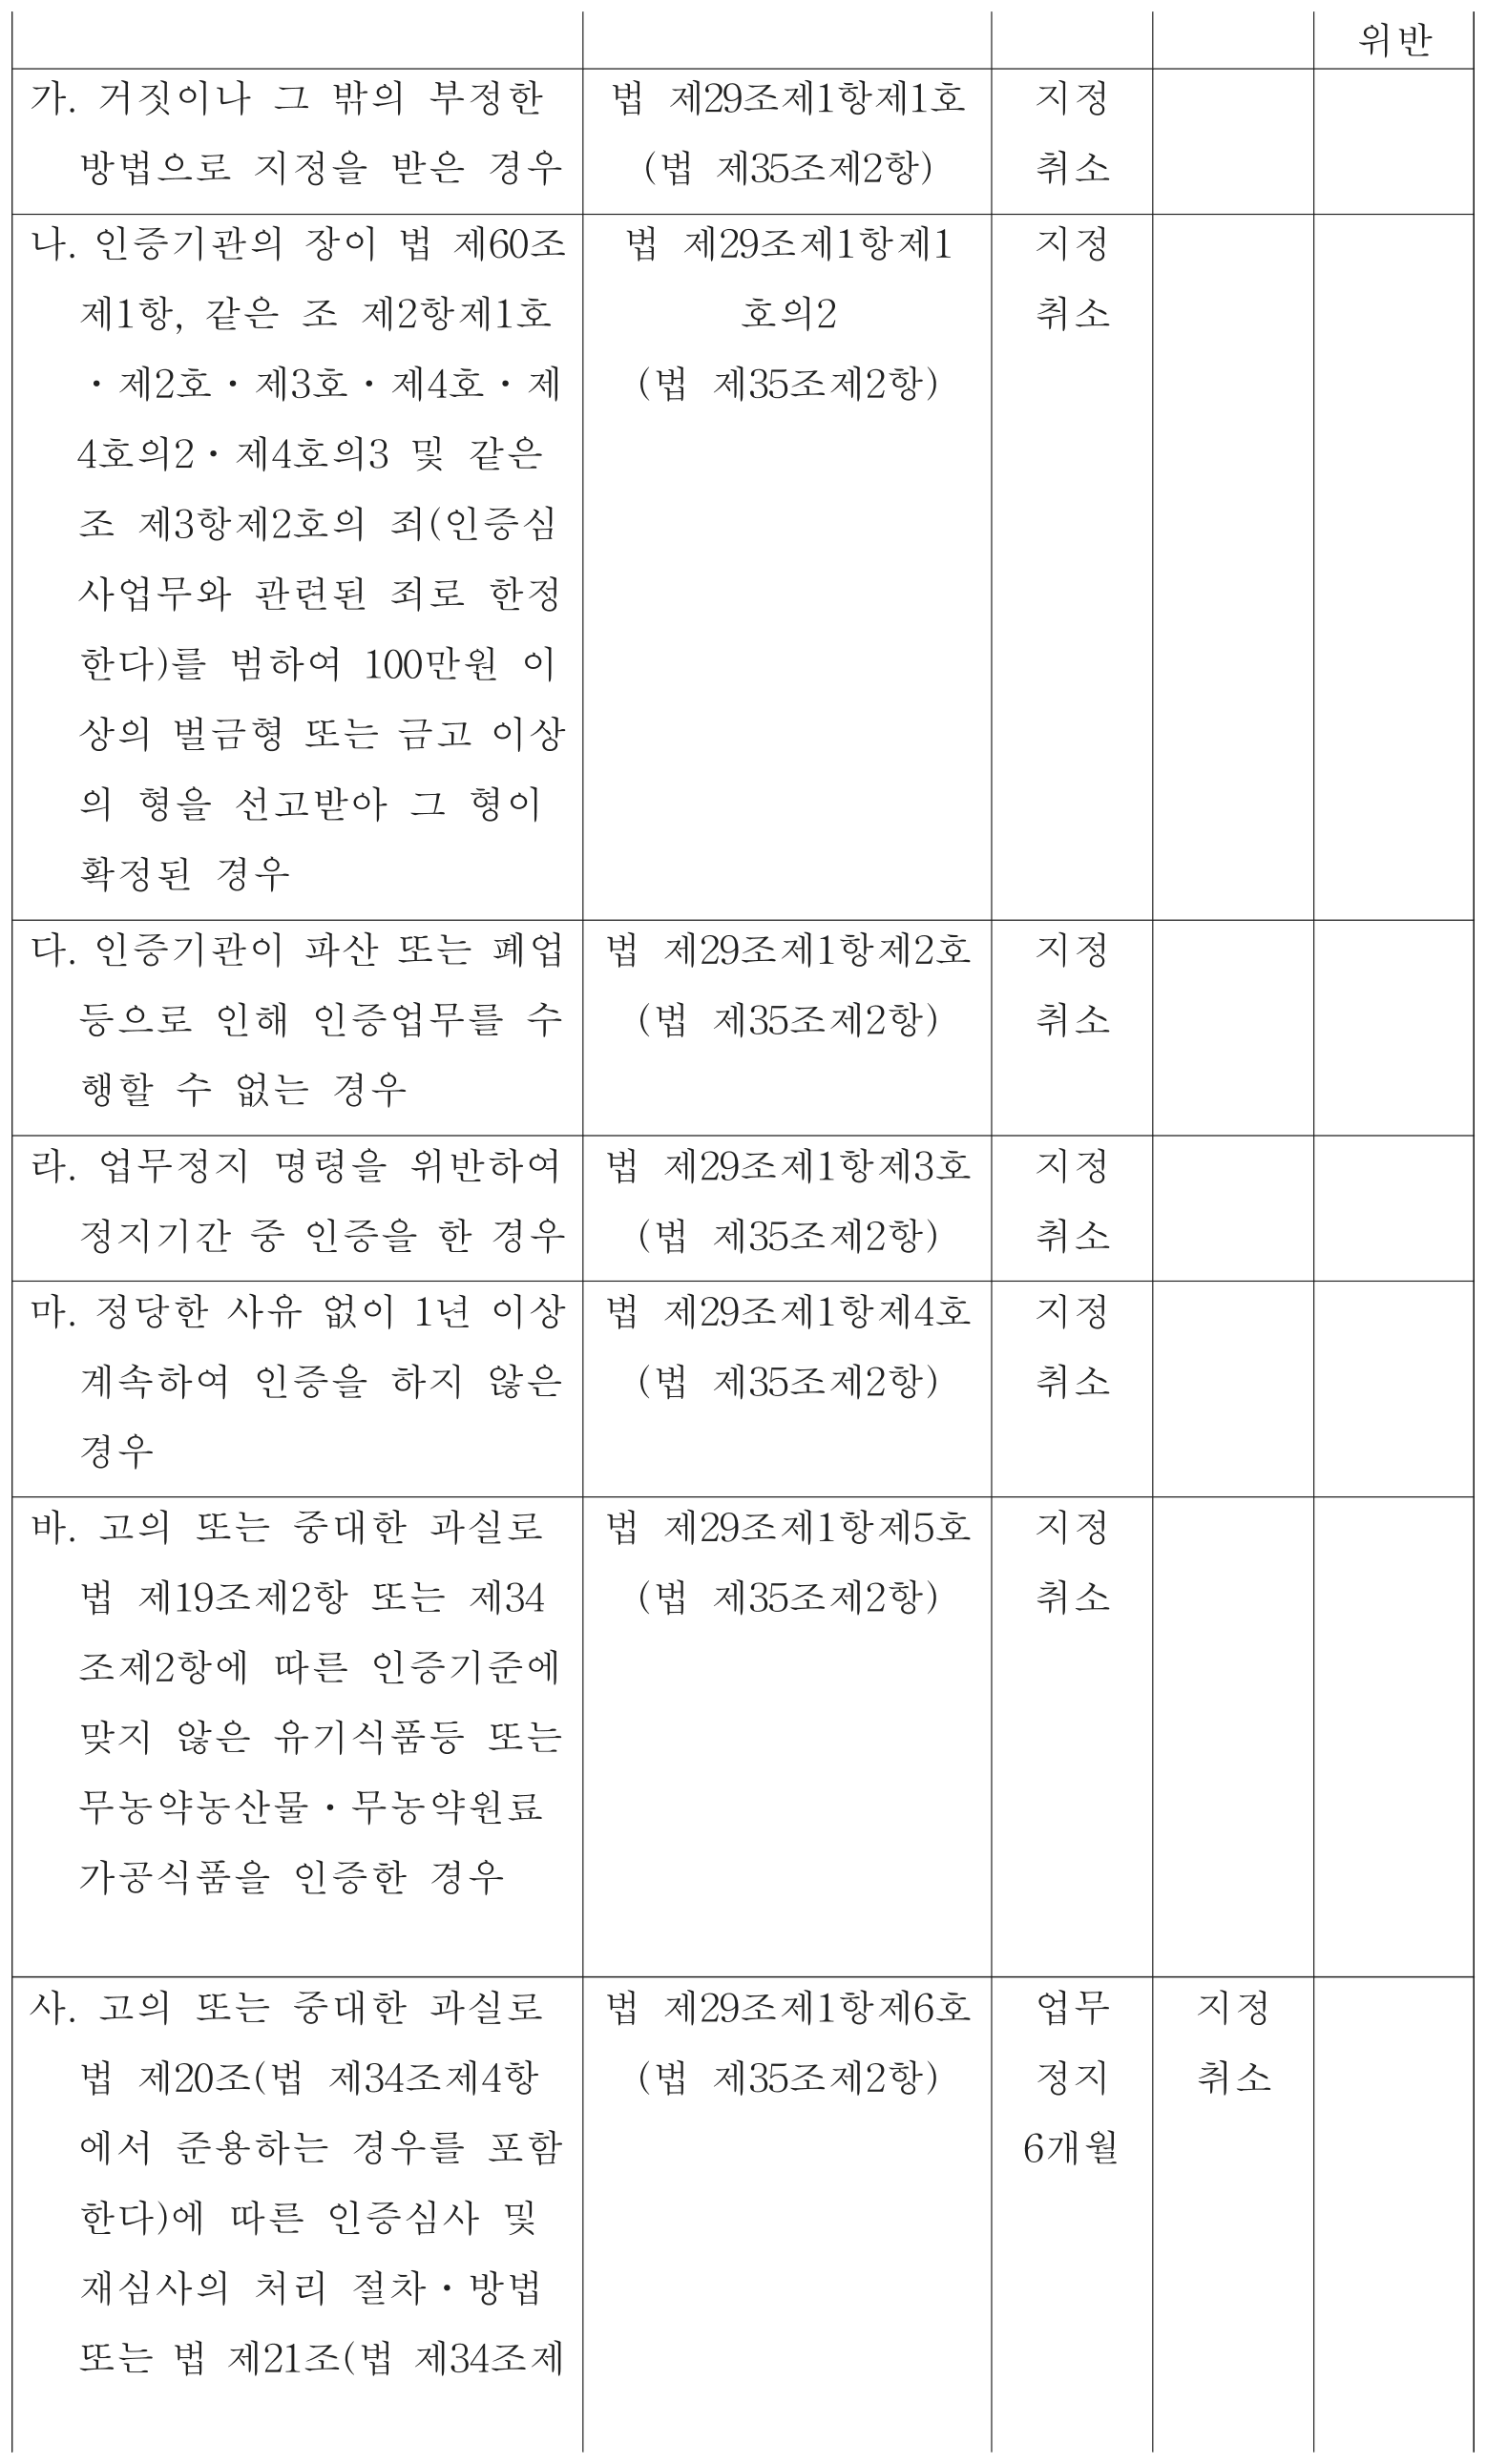 위반
가. 거짓이나 그 밖의 부정한
방법으로 지정을 받은 경우
법 제29조제1항제1호
(법 제35조제2항)
지정
취소
나. 인증기관의 장이 법 제60조
제1항, 같은 조 제2항제1호
·제2호·제3호·제4호·제
4호의2·제4호의3 및 같은
조 제3항제2호의 죄(인증심
사업무와 관련된 죄로 한정
한다)를 범하여 100만원 이
상의 벌금형 또는 금고 이상
의 형을 선고받아 그 형이
확정된 경우
법 제29조제1항제1
호의2
(법 제35조제2항)
지정
취소
다. 인증기관이 파산 또는 폐업
등으로 인해 인증업무를 수
행할 수 없는 경우
법 제29조제1항제2호
(법 제35조제2항)
지정
취소
라. 업무정지 명령을 위반하여
정지기간 중 인증을 한 경우
법 제29조제1항제3호
(법 제35조제2항)
지정
취소
마. 정당한 사유 없이 1년 이상
계속하여 인증을 하지 않은
경우
법 제29조제1항제4호
(법 제35조제2항)
지정
취소
바. 고의 또는 중대한 과실로
법 제19조제2항 또는 제34
조제2항에 따른 인증기준에
맞지 않은 유기식품등 또는
무농약농산물·무농약원료
가공식품을 인증한 경우
법 제29조제1항제5호
(법 제35조제2항)
지정
취소
사. 고의 또는 중대한 과실로
법 제20조(법 제34조제4항
에서 준용하는 경우를 포함
한다)에 따른 인증심사 및
재심사의 처리 절차·방법
또는 법 제21조(법 제34조제
법 제29조제1항제6호
(법 제35조제2항)
업무
정지
6개월
지정
취소